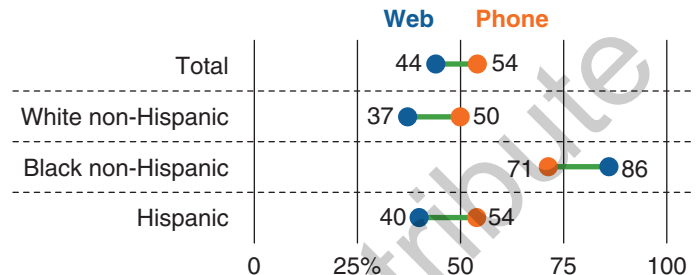 Web Phone
Total 44 54
White non-Hispanic 37 50
Black non-Hispanic 71 86
Hispanic 40 54
0 25% 50 75 100
tribute